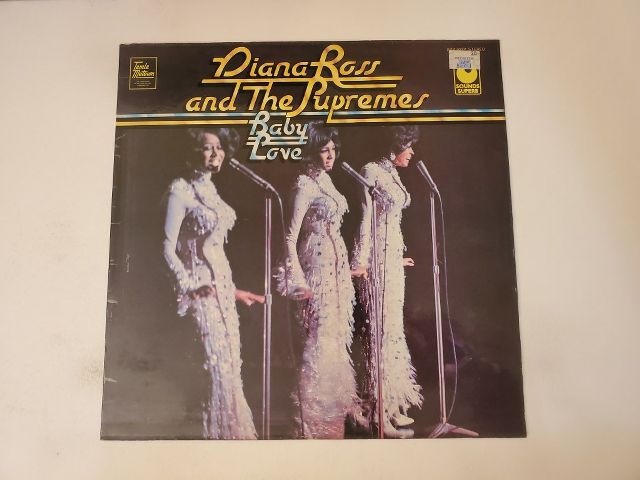 Tamla
Motown
Diana Ross
and The Supremes
Baby
Love
SOUNDS
SUPERB